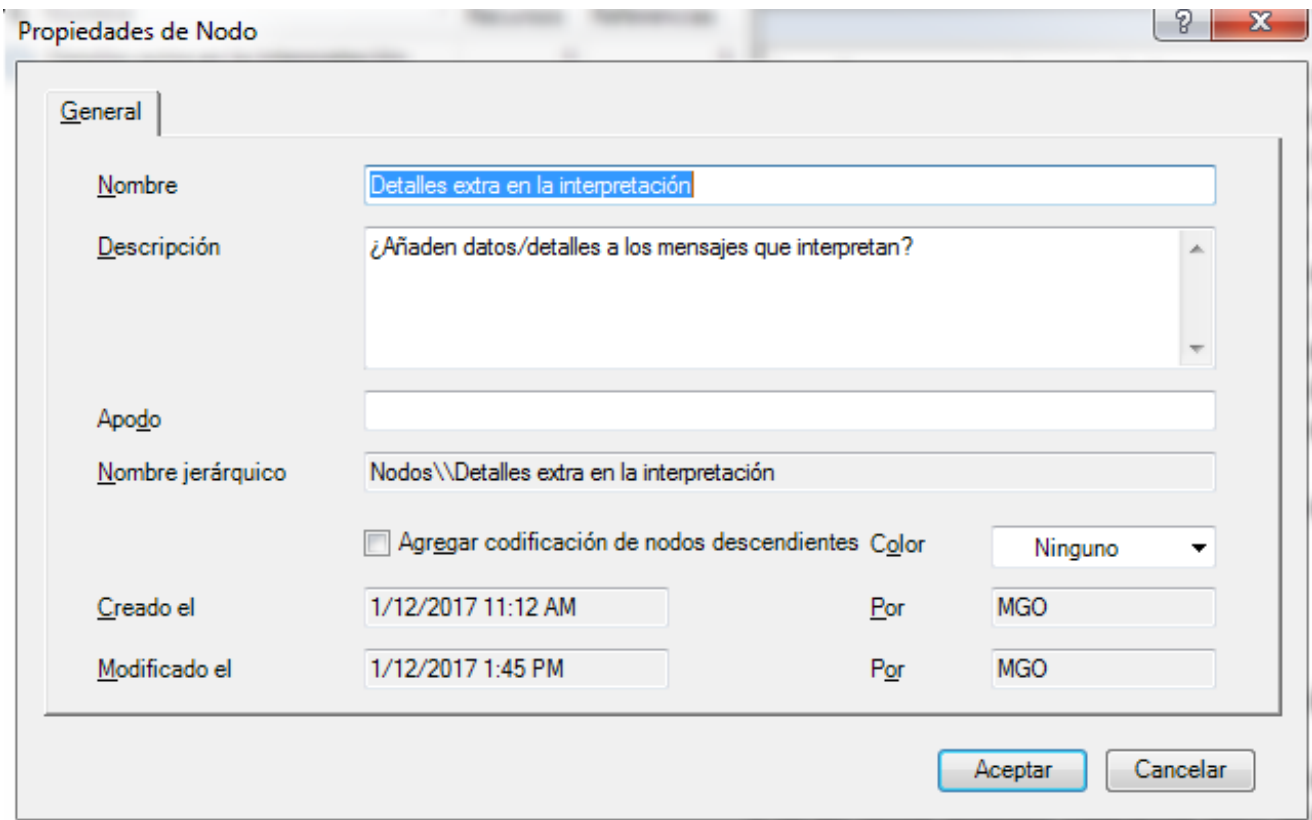 Recursos Referencias
Propiedades de Nodo
General
Nombre Detalles extra en la interpretación
Descripción ¿Añaden datos/detalles a los mensajes que interpretan?
Apodo
Nombre jerárquico Nodos\\Detalles extra en la interpretación
Agregar codificación de nodos descendientes Color Ninguno
Creado el 1/12/2017 11:12 AM Por MGO
Modificado el 1/12/2017 1:45 PM Por MGO
Aceptar Cancelar